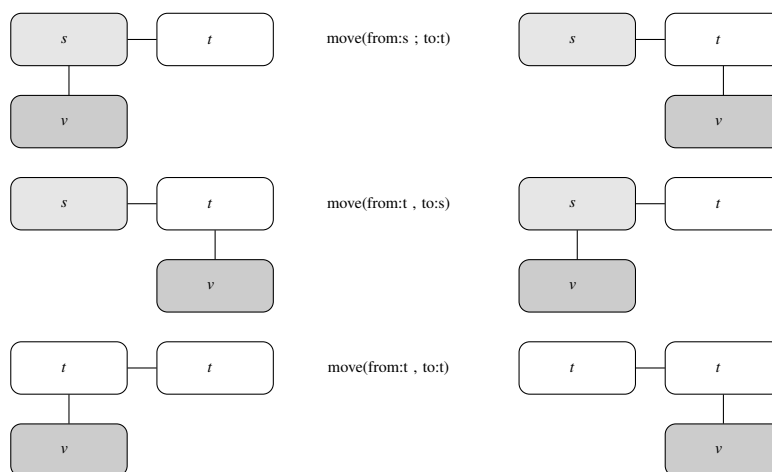 s t move(from:s ; to:t) s t
v v
s t move(from:t , to:s) s t
v v
t t move(from:t , to:t) t t
v v